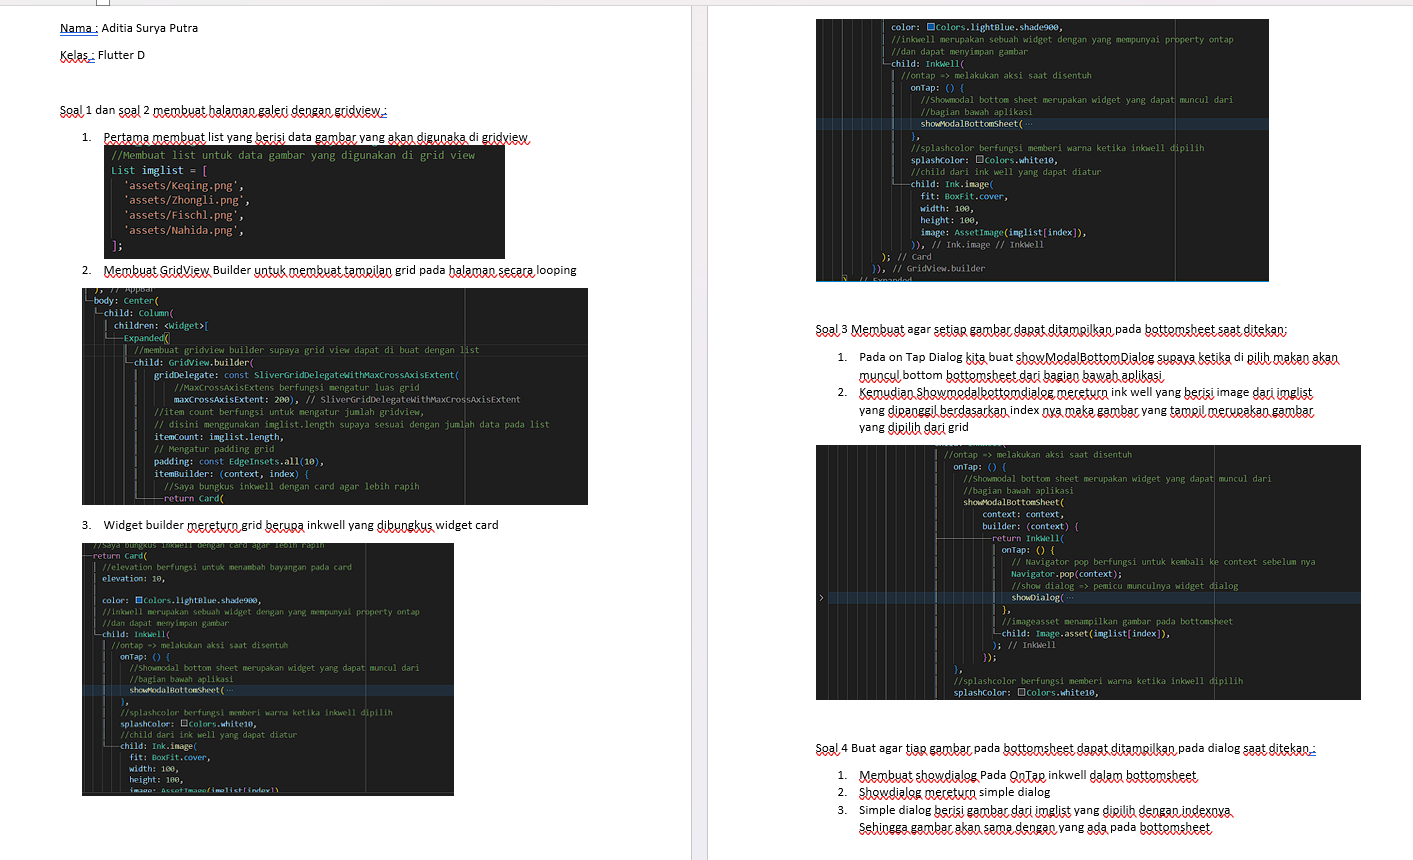 Nama : Aditia Surya Putra
Kelas : Flutter D
Soal 1 dan soal 2 membuat halaman galeri dengan gridview :
1. Pertama membuat list yang berisi data gambar yang akan digunaka di gridview
//Membuat list untuk data gambar yang digunakan di grid view
List imglist = [
'assets/Keqing.png',
'assets/Zhongli.png',
'assets/Fischl.png',
'assets/Nahida.png',
];
2. Membuat GridView Builder untuk membuat tampilan grid pada halaman secara looping
), // AppBar
body: Center(
child: Column(
children: <Widget>[
Expanded(
//membuat gridview builder supaya grid view dapat di buat dengan list
child: GridView.builder(
gridDelegate: const SliverGridDelegateWithMaxCrossAxisExtent(
//MaxCrossAxisExtens berfungsi mengatur luas grid
maxCrossAxisExtent: 200), // SliverGridDelegateWithMaxCrossAxisExtent
//item count berfungsi untuk mengatur jumlah gridview,
// disini menggunakan imglist.length supaya sesuai dengan jumlah data pada list
itemCount: imglist.length,
// Mengatur padding grid
padding: const EdgeInsets.all(10),
itemBuilder: (context, index) {
//Saya bungkus inkwell dengan card agar lebih rapih
return Card(
3. Widget builder mereturn grid berupa inkwell yang dibungkus widget card
//Saya bungkus inkwell dengan card agar lebih rapih
return Card(
//elevation berfungsi untuk menambah bayangan pada card
elevation: 10,
color: Colors.lightBlue.shade900,
//inkwell merupakan sebuah widget dengan yang mempunyai property ontap
//dan dapat menyimpan gambar
child: InkWell(
//ontap => melakukan aksi saat disentuh
onTap: () {
//Showmodal bottom sheet merupakan widget yang dapat muncul dari
//bagian bawah aplikasi
showModalBottomSheet( ...
},
//splashcolor berfungsi memberi warna ketika inkwell dipilih
splashColor: Colors.white10,
//child dari ink well yang dapat diatur
child: Ink.image(
fit: BoxFit.cover,
width: 100,
height: 100,
image: AssetImage(imglist[index]),
color: Colors.lightBlue.shade900,
//inkwell merupakan sebuah widget dengan yang mempunyai property ontap
//dan dapat menyimpan gambar
child: InkWell(
//ontap => melakukan aksi saat disentuh
onTap: () {
//Showmodal bottom sheet merupakan widget yang dapat muncul dari
//bagian bawah aplikasi
showModalBottomSheet( ...
},
//splashcolor berfungsi memberi warna ketika inkwell dipilih
splashColor: Colors.white10,
//child dari ink well yang dapat diatur
child: Ink.image(
fit: BoxFit.cover,
width: 100,
height: 100,
image: AssetImage(imglist[index]),
)), // Ink.image // InkWell
); // Card
}), // GridView.builder
) // Expanded
Soal 3 Membuat agar setiap gambar dapat ditampilkan pada bottomsheet saat ditekan:
1. Pada on Tap Dialog kita buat showModalBottomDialog supaya ketika di pilih makan akan
muncul bottom bottomsheet dari bagian bawah aplikasi
2. Kemudian Showmodalbottomdialog mereturn ink well yang berisi image dari imglist
yang dipanggil berdasarkan index nya maka gambar yang tampil merupakan gambar
yang dipilih dari grid
//ontap => melakukan aksi saat disentuh
onTap: () {
//Showmodal bottom sheet merupakan widget yang dapat muncul dari
//bagian bawah aplikasi
showModalBottomSheet(
context: context,
builder: (context) {
return InkWell(
onTap: () {
// Navigator pop berfungsi untuk kembali ke context sebelum nya
Navigator.pop(context);
//show dialog => pemicu munculnya widget dialog
showDialog( ...
},
//imageasset menampilkan gambar pada bottomsheet
child: Image.asset(imglist[index]),
); // InkWell
});
},
//splashcolor berfungsi memberi warna ketika inkwell dipilih
splashColor: Colors.white10,
Soal 4 Buat agar tiap gambar pada bottomsheet dapat ditampilkan pada dialog saat ditekan :
1. Membuat showdialog Pada OnTap inkwell dalam bottomsheet
2. Showdialog mereturn simple dialog
3. Simple dialog berisi gambar dari imglist yang dipilih dengan indexnya
Sehingga gambar akan sama dengan yang ada pada bottomsheet